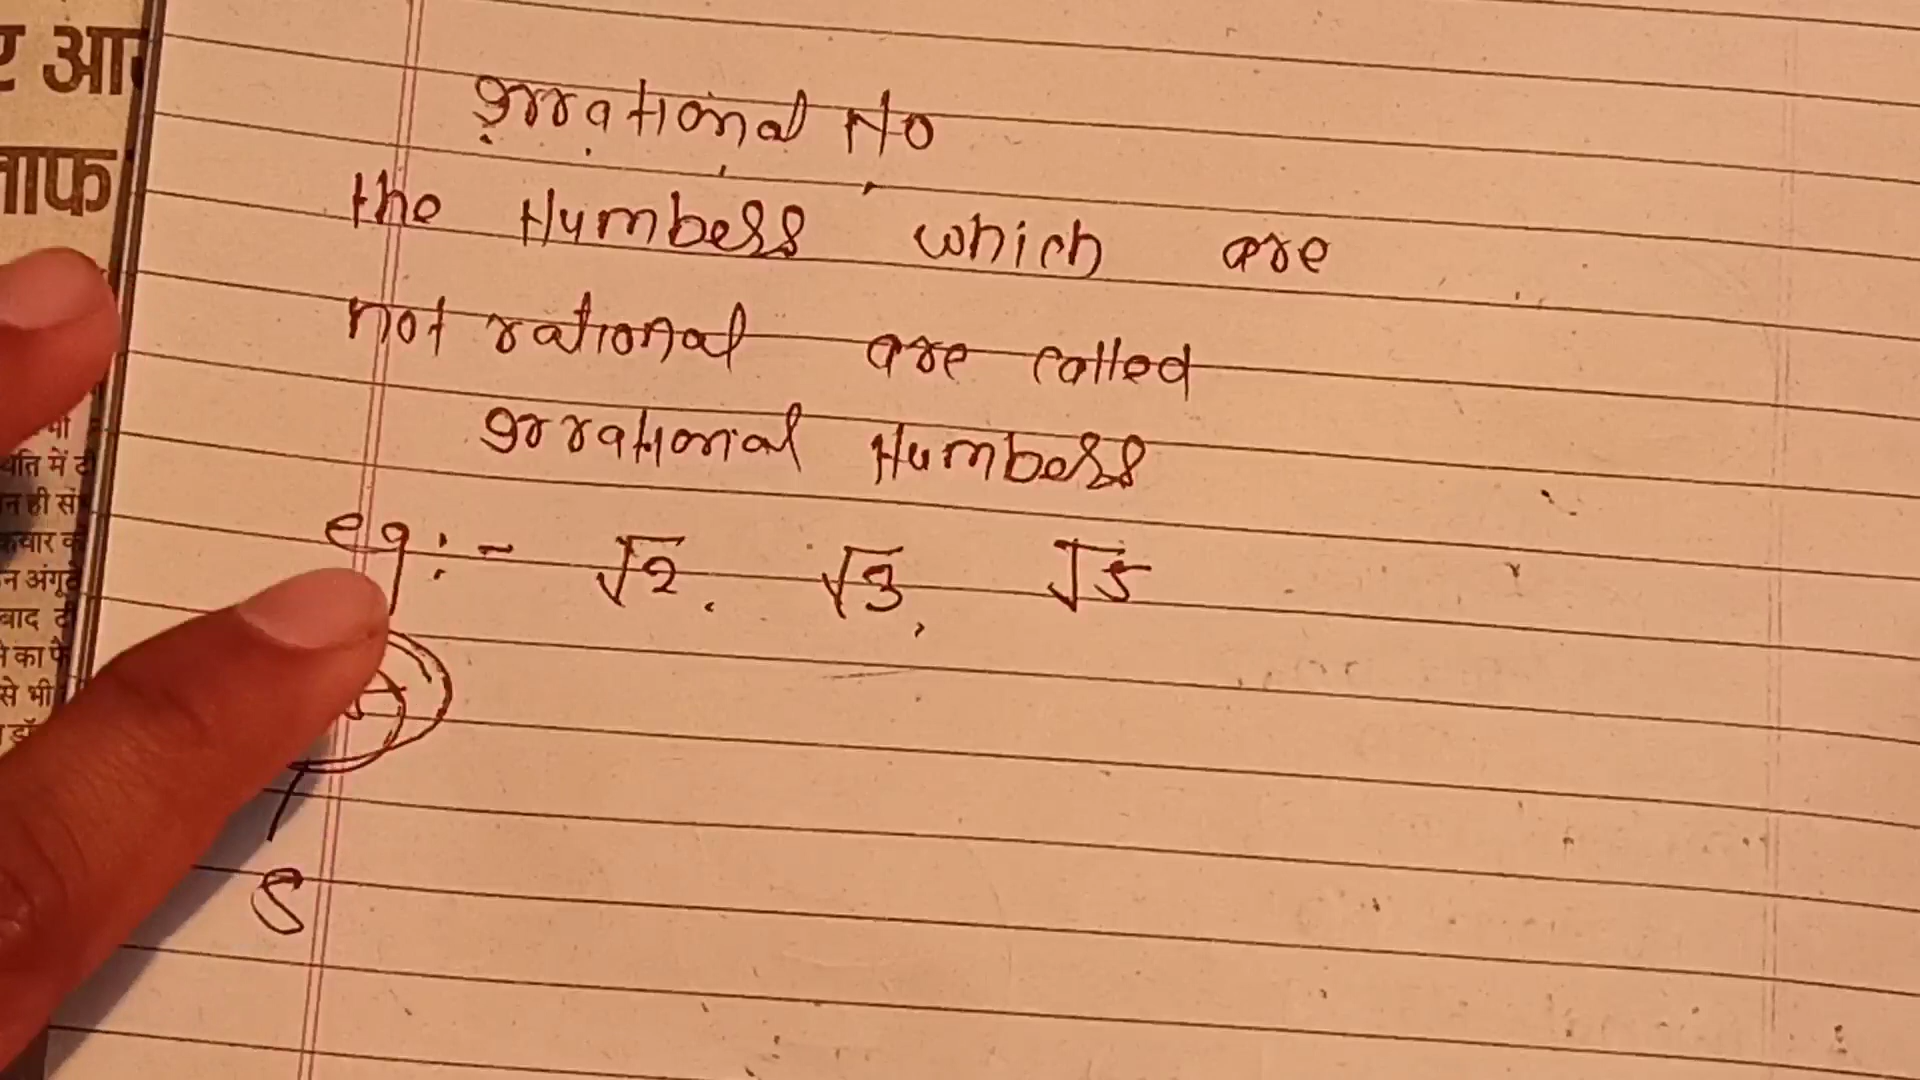 Irrational No
the Numbers which are
not rational are called
Irrational Numbers
eg:- √2, √3, √5
S
र आ
ाफ
ति में
न ही सं
न अंगू
बाद
का फै
से भी